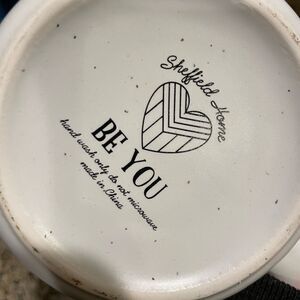 Sheffield Home
BE YOU
hand wash only do not microwave
made in China